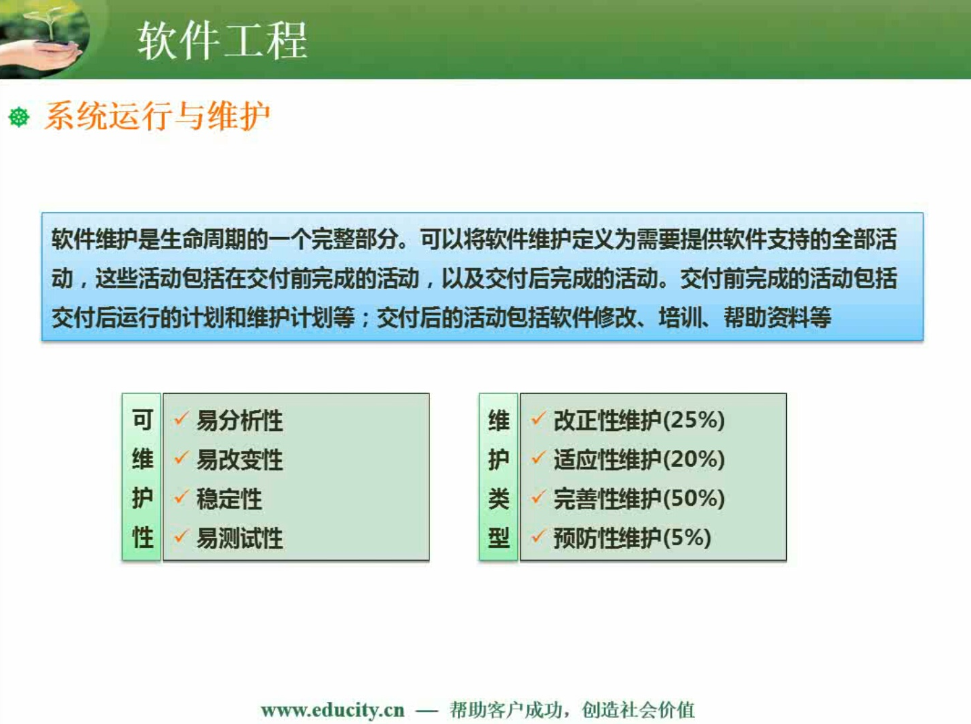 软件工程
系统运行与维护
软件维护是生命周期的一个完整部分。可以将软件维护定义为需要提供软件支持的全部活
动，这些活动包括在交付前完成的活动，以及交付后完成的活动。交付前完成的活动包括
交付后运行的计划和维护计划等；交付后的活动包括软件修改、培训、帮助资料等
可维护性
易分析性
易改变性
稳定性
易测试性
维护类型
改正性维护(25%)
适应性维护(20%)
完善性维护(50%)
预防性维护(5%)
www.educity.cn — 帮助客户成功，创造社会价值